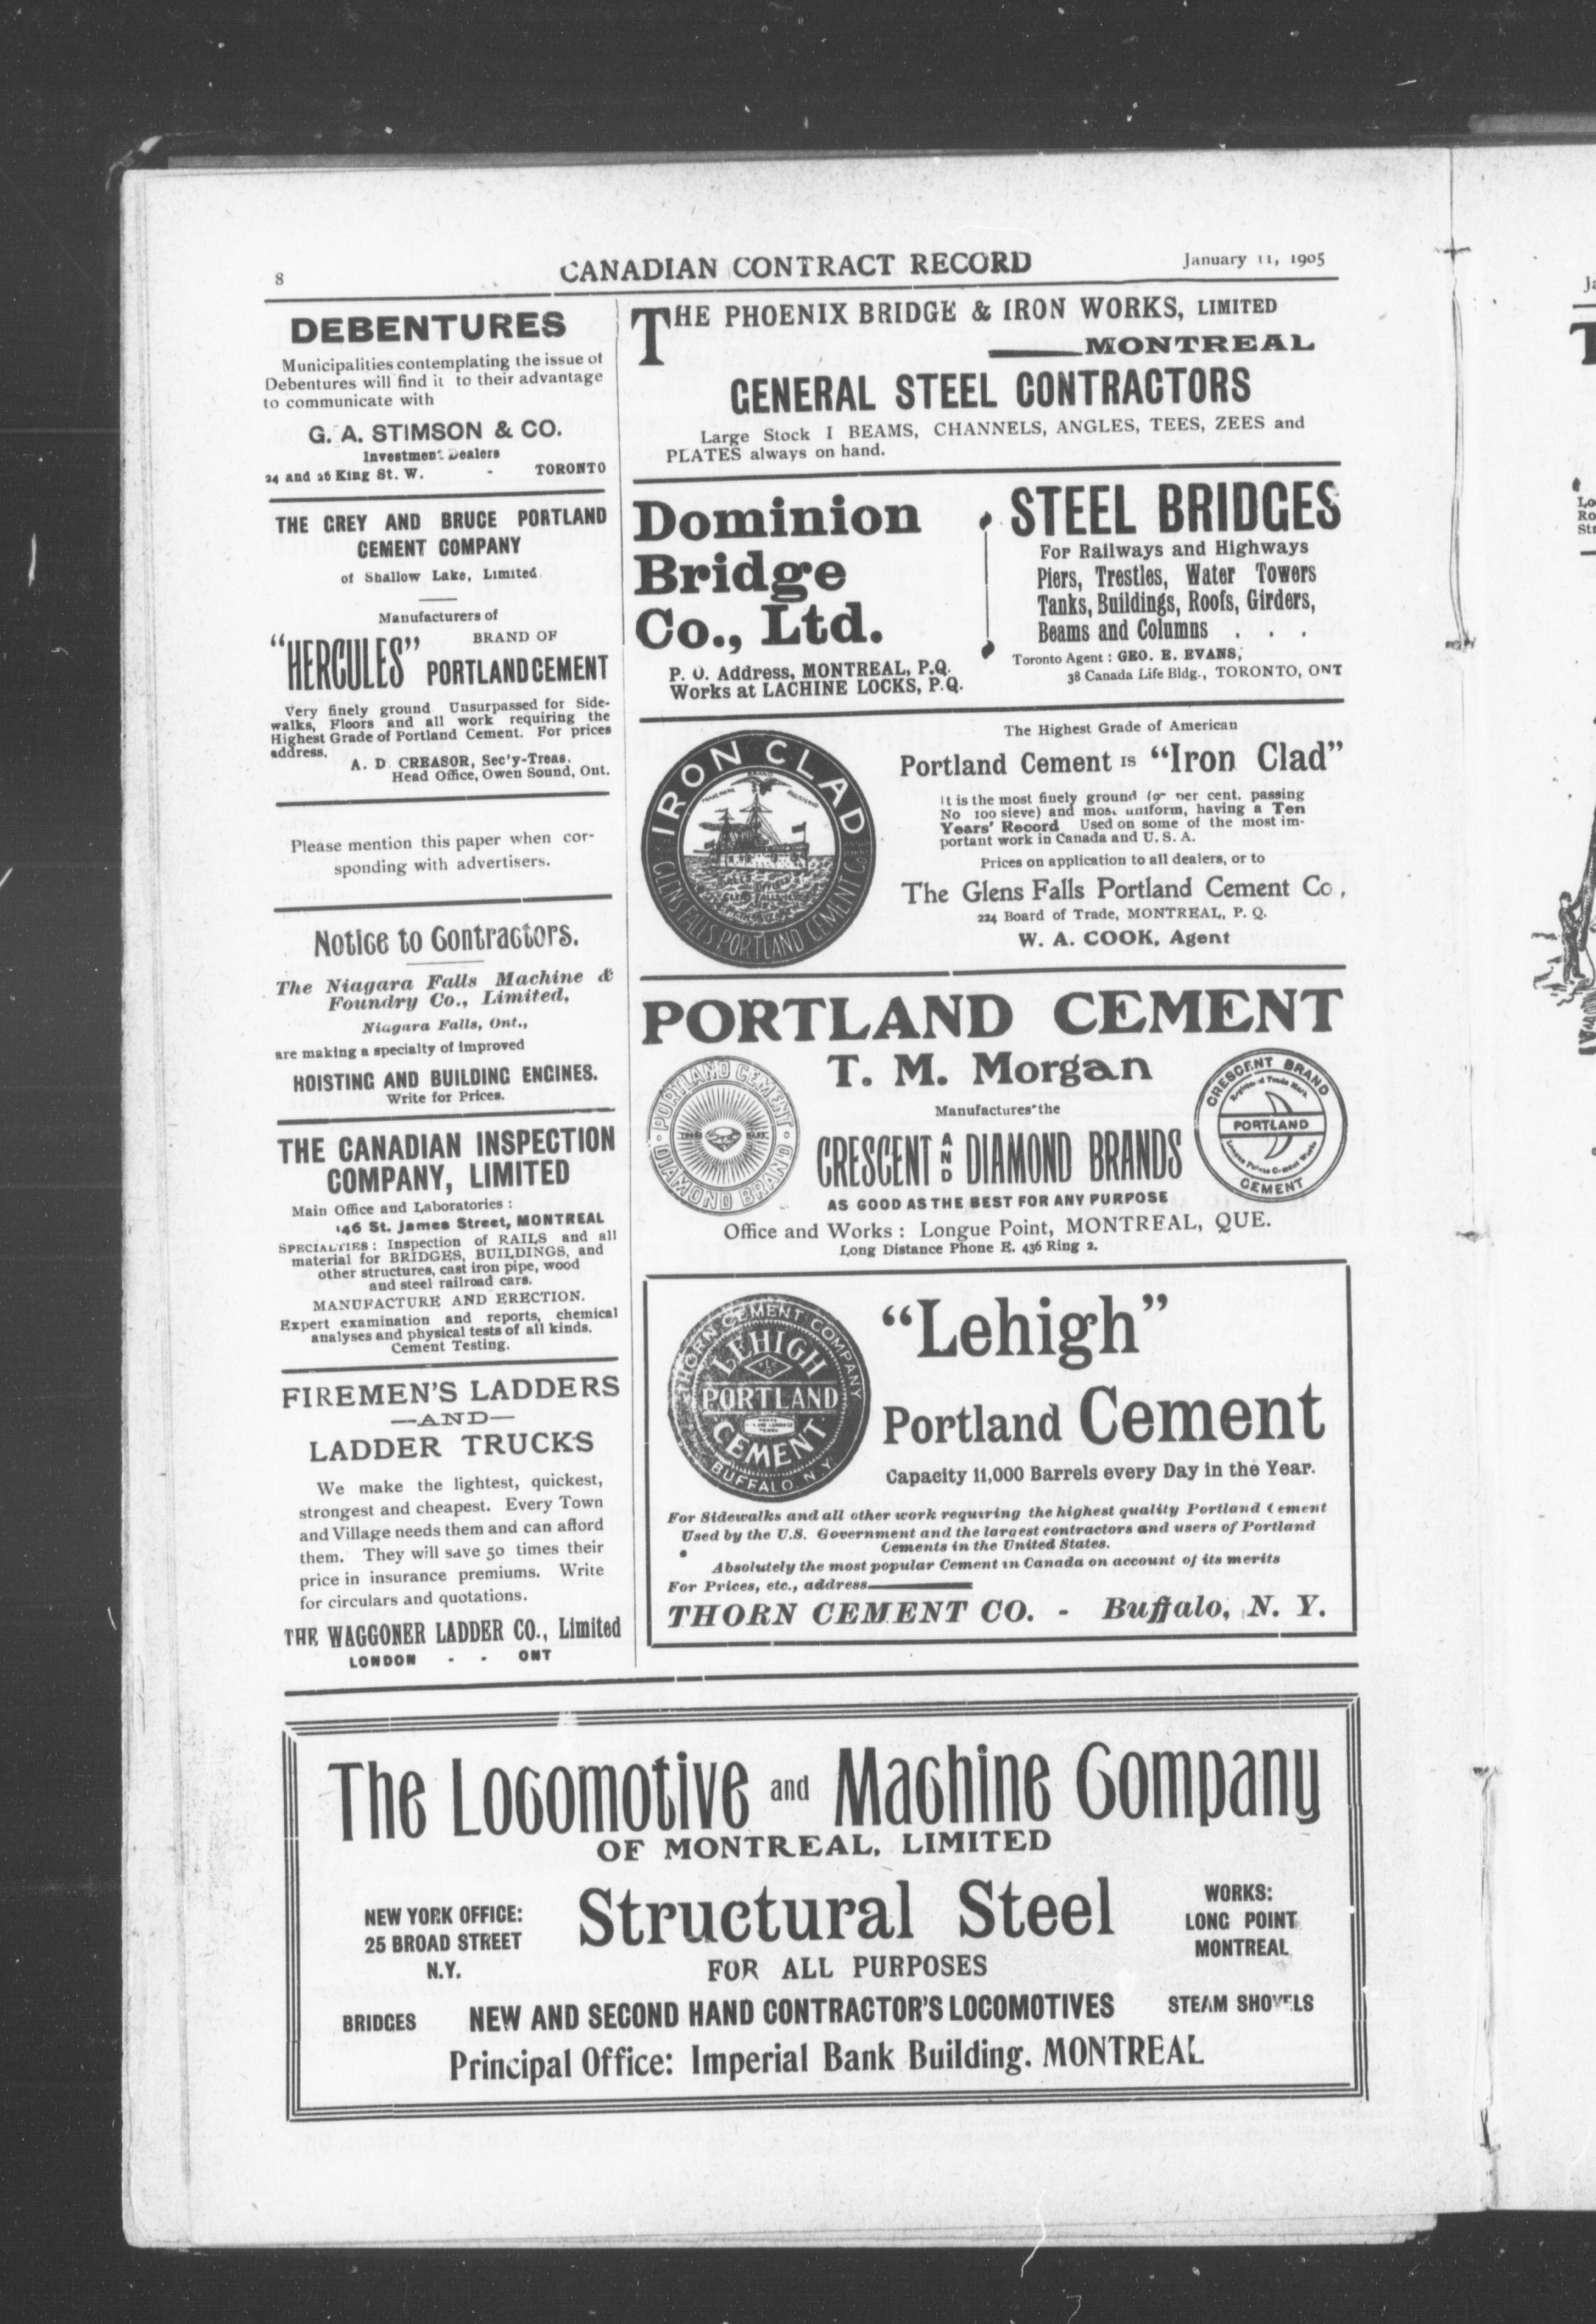 8
CANADIAN CONTRACT RECORD
January 11, 1905
DEBENTURES
Municipalities contemplating the issue of
Debentures will find it to their advantage
to communicate with
G. A. STIMSON & CO.
Investment Dealers
24 and 26 King St. W. - TORONTO
THE GREY AND BRUCE PORTLAND
CEMENT COMPANY
of Shallow Lake, Limited.
Manufacturers of
"HERCULES" BRAND OF
PORTLAND CEMENT
Very finely ground Unsurpassed for Side-
walks, Floors and all work requiring the
Highest Grade of Portland Cement. For prices
address.
A. D CREASOR, Sec'y-Treas.
Head Office, Owen Sound, Ont.
Please mention this paper when cor-
sponding with advertisers.
Notice to Contractors.
The Niagara Falls Machine &
Foundry Co., Limited,
Niagara Falls, Ont.,
are making a specialty of improved
HOISTING AND BUILDING ENGINES.
Write for Prices.
THE CANADIAN INSPECTION
COMPANY, LIMITED
Main Office and Laboratories :
146 St. James Street, MONTREAL
SPECIALTIES : Inspection of RAILS and all
material for BRIDGES, BUILDINGS, and
other structures, cast iron pipe, wood
and steel railroad cars.
MANUFACTURE AND ERECTION.
Expert examination and reports, chemical
analyses and physical tests of all kinds.
Cement Testing.
FIREMEN'S LADDERS
—AND—
LADDER TRUCKS
We make the lightest, quickest,
strongest and cheapest. Every Town
and Village needs them and can afford
them. They will save 50 times their
price in insurance premiums. Write
for circulars and quotations.
THE WAGGONER LADDER CO., Limited
LONDON - - ONT
THE PHOENIX BRIDGE & IRON WORKS, LIMITED
MONTREAL
GENERAL STEEL CONTRACTORS
Large Stock I BEAMS, CHANNELS, ANGLES, TEES, ZEES and
PLATES always on hand.
Dominion
Bridge
Co., Ltd.
P. O. Address, MONTREAL, P.Q.
Works at LACHINE LOCKS, P.Q.
STEEL BRIDGES
For Railways and Highways
Piers, Trestles, Water Towers
Tanks, Buildings, Roofs, Girders,
Beams and Columns . . .
Toronto Agent : GEO. E. EVANS,
38 Canada Life Bldg., TORONTO, ONT
IRON CLAD
GLENS FALLS PORTLAND CEMENT CO.
The Highest Grade of American
Portland Cement IS "Iron Clad"
It is the most finely ground per cent. passing
No 100 sieve) and most uniform, having a Ten
Years' Record Used on some of the most im-
portant work in Canada and U. S. A.
Prices on application to all dealers, or to
The Glens Falls Portland Cement Co ,
224 Board of Trade, MONTREAL, P. Q.
W. A. COOK, Agent
PORTLAND CEMENT
T. M. Morgan
Manufactures the
CRESCENT AND DIAMOND BRANDS
AS GOOD AS THE BEST FOR ANY PURPOSE
Office and Works : Longue Point, MONTREAL, QUE.
Long Distance Phone E. 436 Ring 2.
PORTLAND CEMENT
DIAMOND BRAND
TRADE MARK
CRESCENT BRAND
Registered Trade Mark
PORTLAND
Longue Pointe Cement Works
CEMENT
THORN CEMENT COMPANY
LEHIGH
PORTLAND
CEMENT
BUFFALO. N.Y.
"Lehigh"
Portland Cement
Capacity 11,000 Barrels every Day in the Year.
For Sidewalks and all other work requiring the highest quality Portland Cement
Used by the U.S. Government and the largest contractors and users of Portland
Cements in the United States.
Absolutely the most popular Cement in Canada on account of its merits
For Prices, etc., address
THORN CEMENT CO. - Buffalo, N. Y.
The Locomotive and Machine Company
OF MONTREAL, LIMITED
NEW YORK OFFICE:
25 BROAD STREET
N.Y.
Structural Steel
FOR ALL PURPOSES
WORKS:
LONG POINT
MONTREAL
BRIDGES
NEW AND SECOND HAND CONTRACTOR'S LOCOMOTIVES
STEAM SHOVELS
Principal Office: Imperial Bank Building. MONTREAL